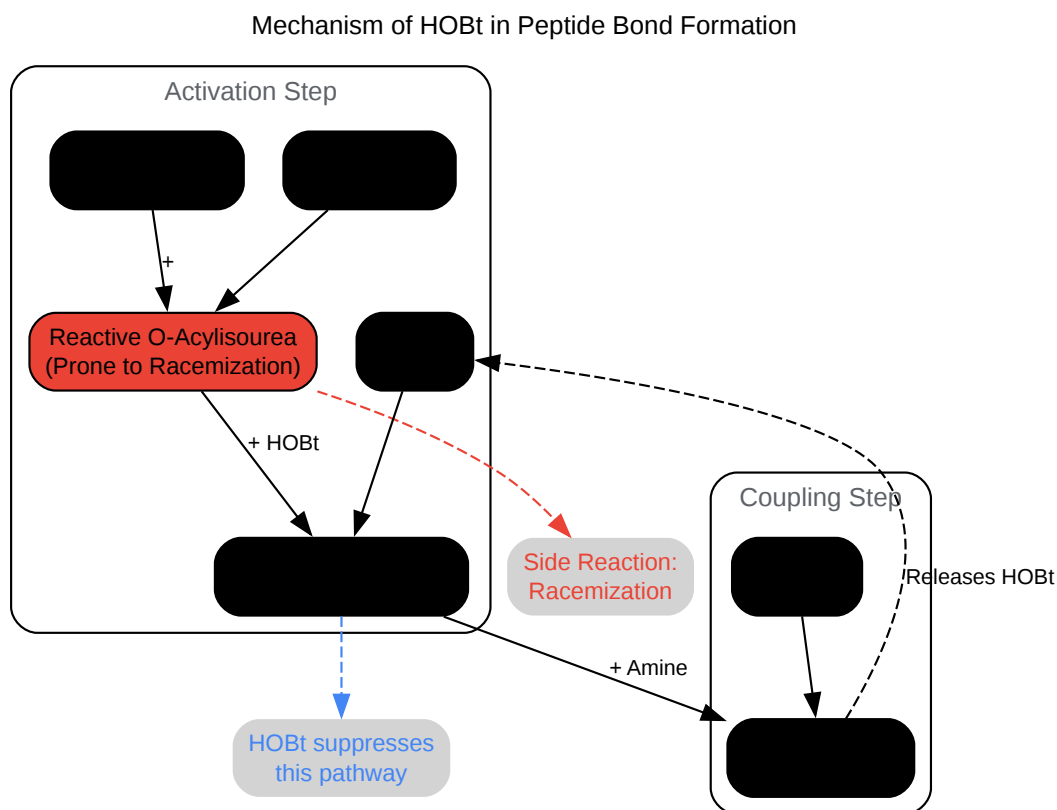 Mechanism of HOBt in Peptide Bond Formation
Activation Step
+
Reactive O-Acylisourea
(Prone to Racemization)
+ HOBt
Coupling Step
Side Reaction:
Racemization
Releases HOBt
+ Amine
HOBt suppresses
this pathway